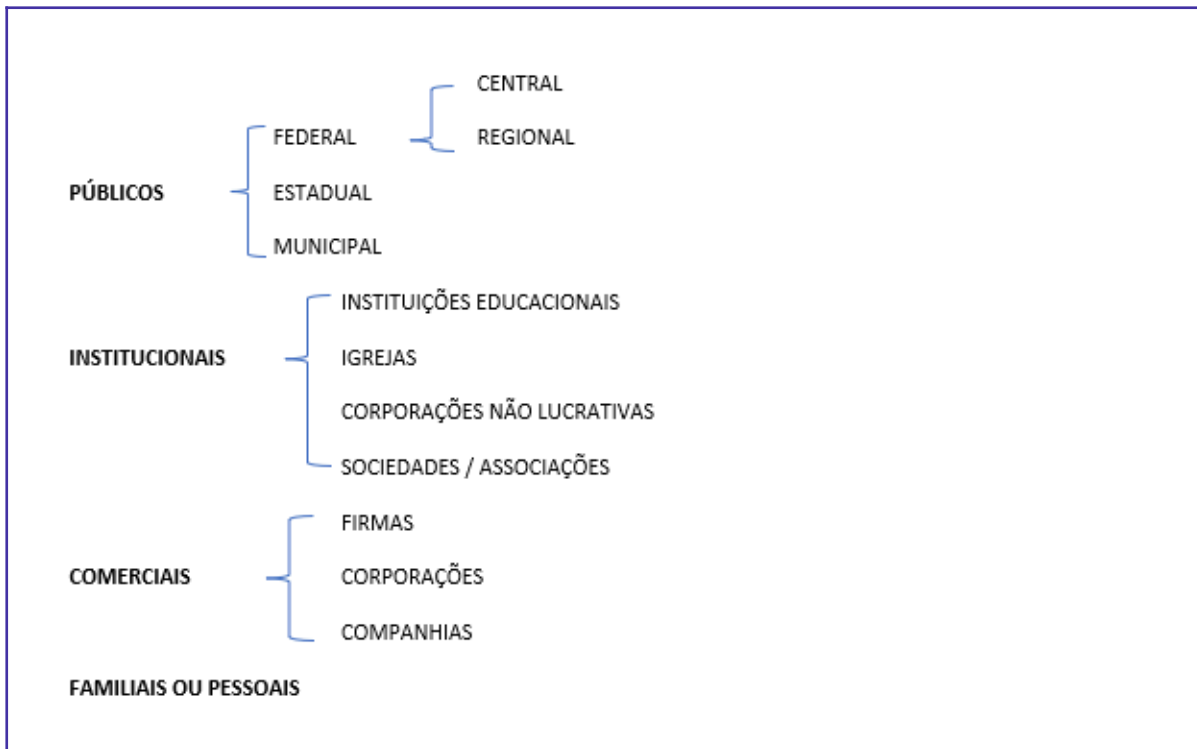 CENTRAL
FEDERAL REGIONAL
PÚBLICOS ESTADUAL
MUNICIPAL
INSTITUIÇÕES EDUCACIONAIS
INSTITUCIONAIS IGREJAS
CORPORAÇÕES NÃO LUCRATIVAS
SOCIEDADES / ASSOCIAÇÕES
FIRMAS
COMERCIAIS CORPORAÇÕES
COMPANHIAS
FAMILIAIS OU PESSOAIS